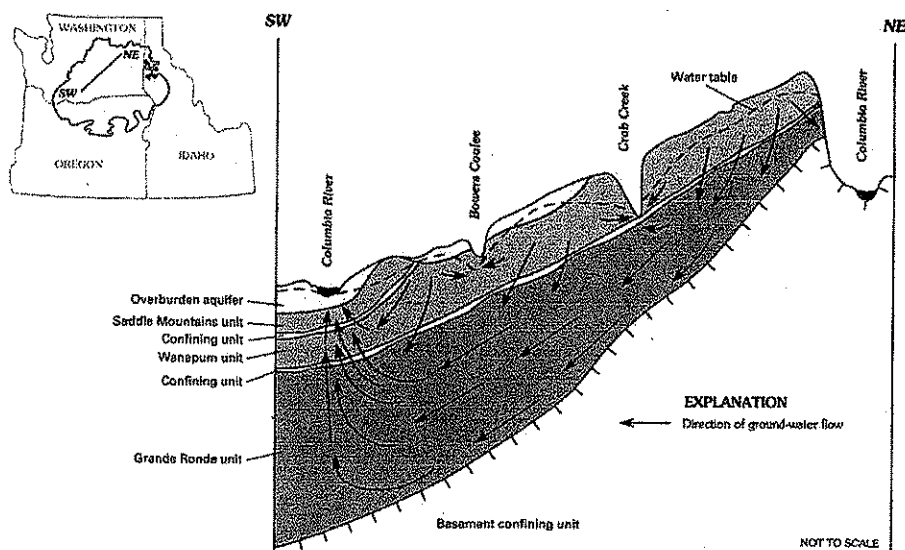 SW
NE
WASHINGTON
NE
SW
OREGON
IDAHO
Water table
Crab Creek
Columbia River
Bowers Coulee
Columbia River
Overburden aquifer
Saddle Mountains unit
Confining unit
Wanapum unit
Confining unit
Grande Ronde unit
EXPLANATION
Direction of ground-water flow
Basement confining unit
NOT TO SCALE